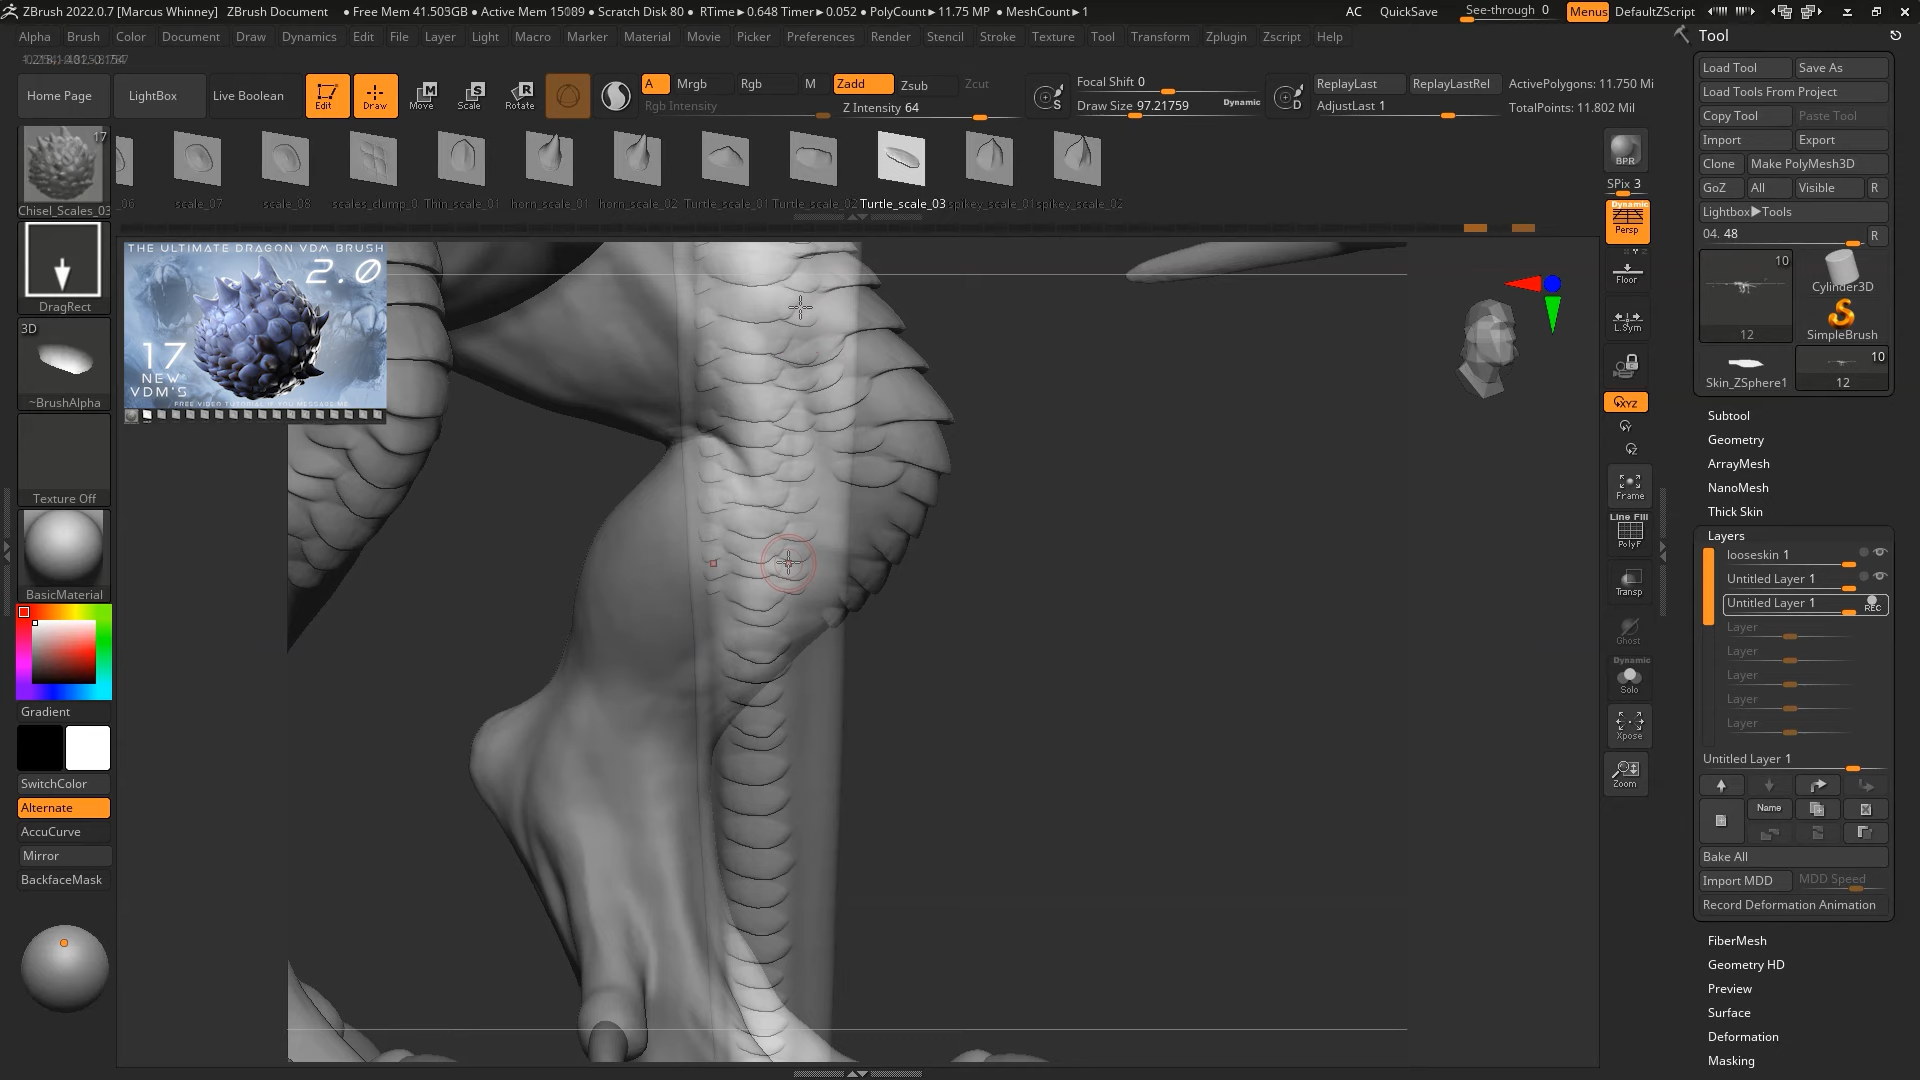 ZBrush 2022.0.7 [Marcus Whinney] ZBrush Document ● Free Mem 41.503GB ● Active Mem 15089 ● Scratch Disk 80 ● RTime▶0.648 Timer▶0.052 ● PolyCount▶11.75 MP ● MeshCount▶1 AC QuickSave See-through 0 Menus DefaultZScript
Alpha Brush Color Document Draw Dynamics Edit File Layer Light Macro Marker Material Movie Picker Preferences Render Stencil Stroke Texture Tool Transform Zplugin Zscript Help
Home Page LightBox Live Boolean Edit Draw Move Scale Rotate
A Mrgb Rgb M Zadd Zsub Zcut
Rgb Intensity Z Intensity 64
S Focal Shift 0
Draw Size 97.21759 Dynamic
D ReplayLast ReplayLastRel ActivePolygons: 11.750 Mi
AdjustLast 1 TotalPoints: 11.802 Mil
17
Chisel_Scales_03
_06 scale_07 scale_08 scales_clump_0 Thin_scale_01 horn_scale_01 horn_scale_02 Turtle_scale_01 Turtle_scale_02 Turtle_scale_03 spikey_scale_01 spikey_scale_02
DragRect
3D
~BrushAlpha
Texture Off
BasicMaterial
Gradient
SwitchColor
Alternate
AccuCurve
Mirror
BackfaceMask
THE ULTIMATE DRAGON VDM BRUSH
2.0
17
NEW
VDM'S
BPR
SPix 3
Dynamic
Persp
Floor
L.Sym
XYZ
Y
Z
Frame
Line Fill
PolyF
Transp
Ghost
Dynamic
Solo
Xpose
Zoom
Tool
Load Tool Save As
Load Tools From Project
Copy Tool Paste Tool
Import Export
Clone Make PolyMesh3D
GoZ All Visible R
Lightbox▶Tools
04. 48 R
10
12
Cylinder3D
SimpleBrush
Skin_ZSphere1
10
12
Subtool
Geometry
ArrayMesh
NanoMesh
Thick Skin
Layers
looseskin 1
Untitled Layer 1
Untitled Layer 1 REC
Layer
Layer
Layer
Layer
Layer
Untitled Layer 1
Name
Bake All
Import MDD MDD Speed
Record Deformation Animation
FiberMesh
Geometry HD
Preview
Surface
Deformation
Masking